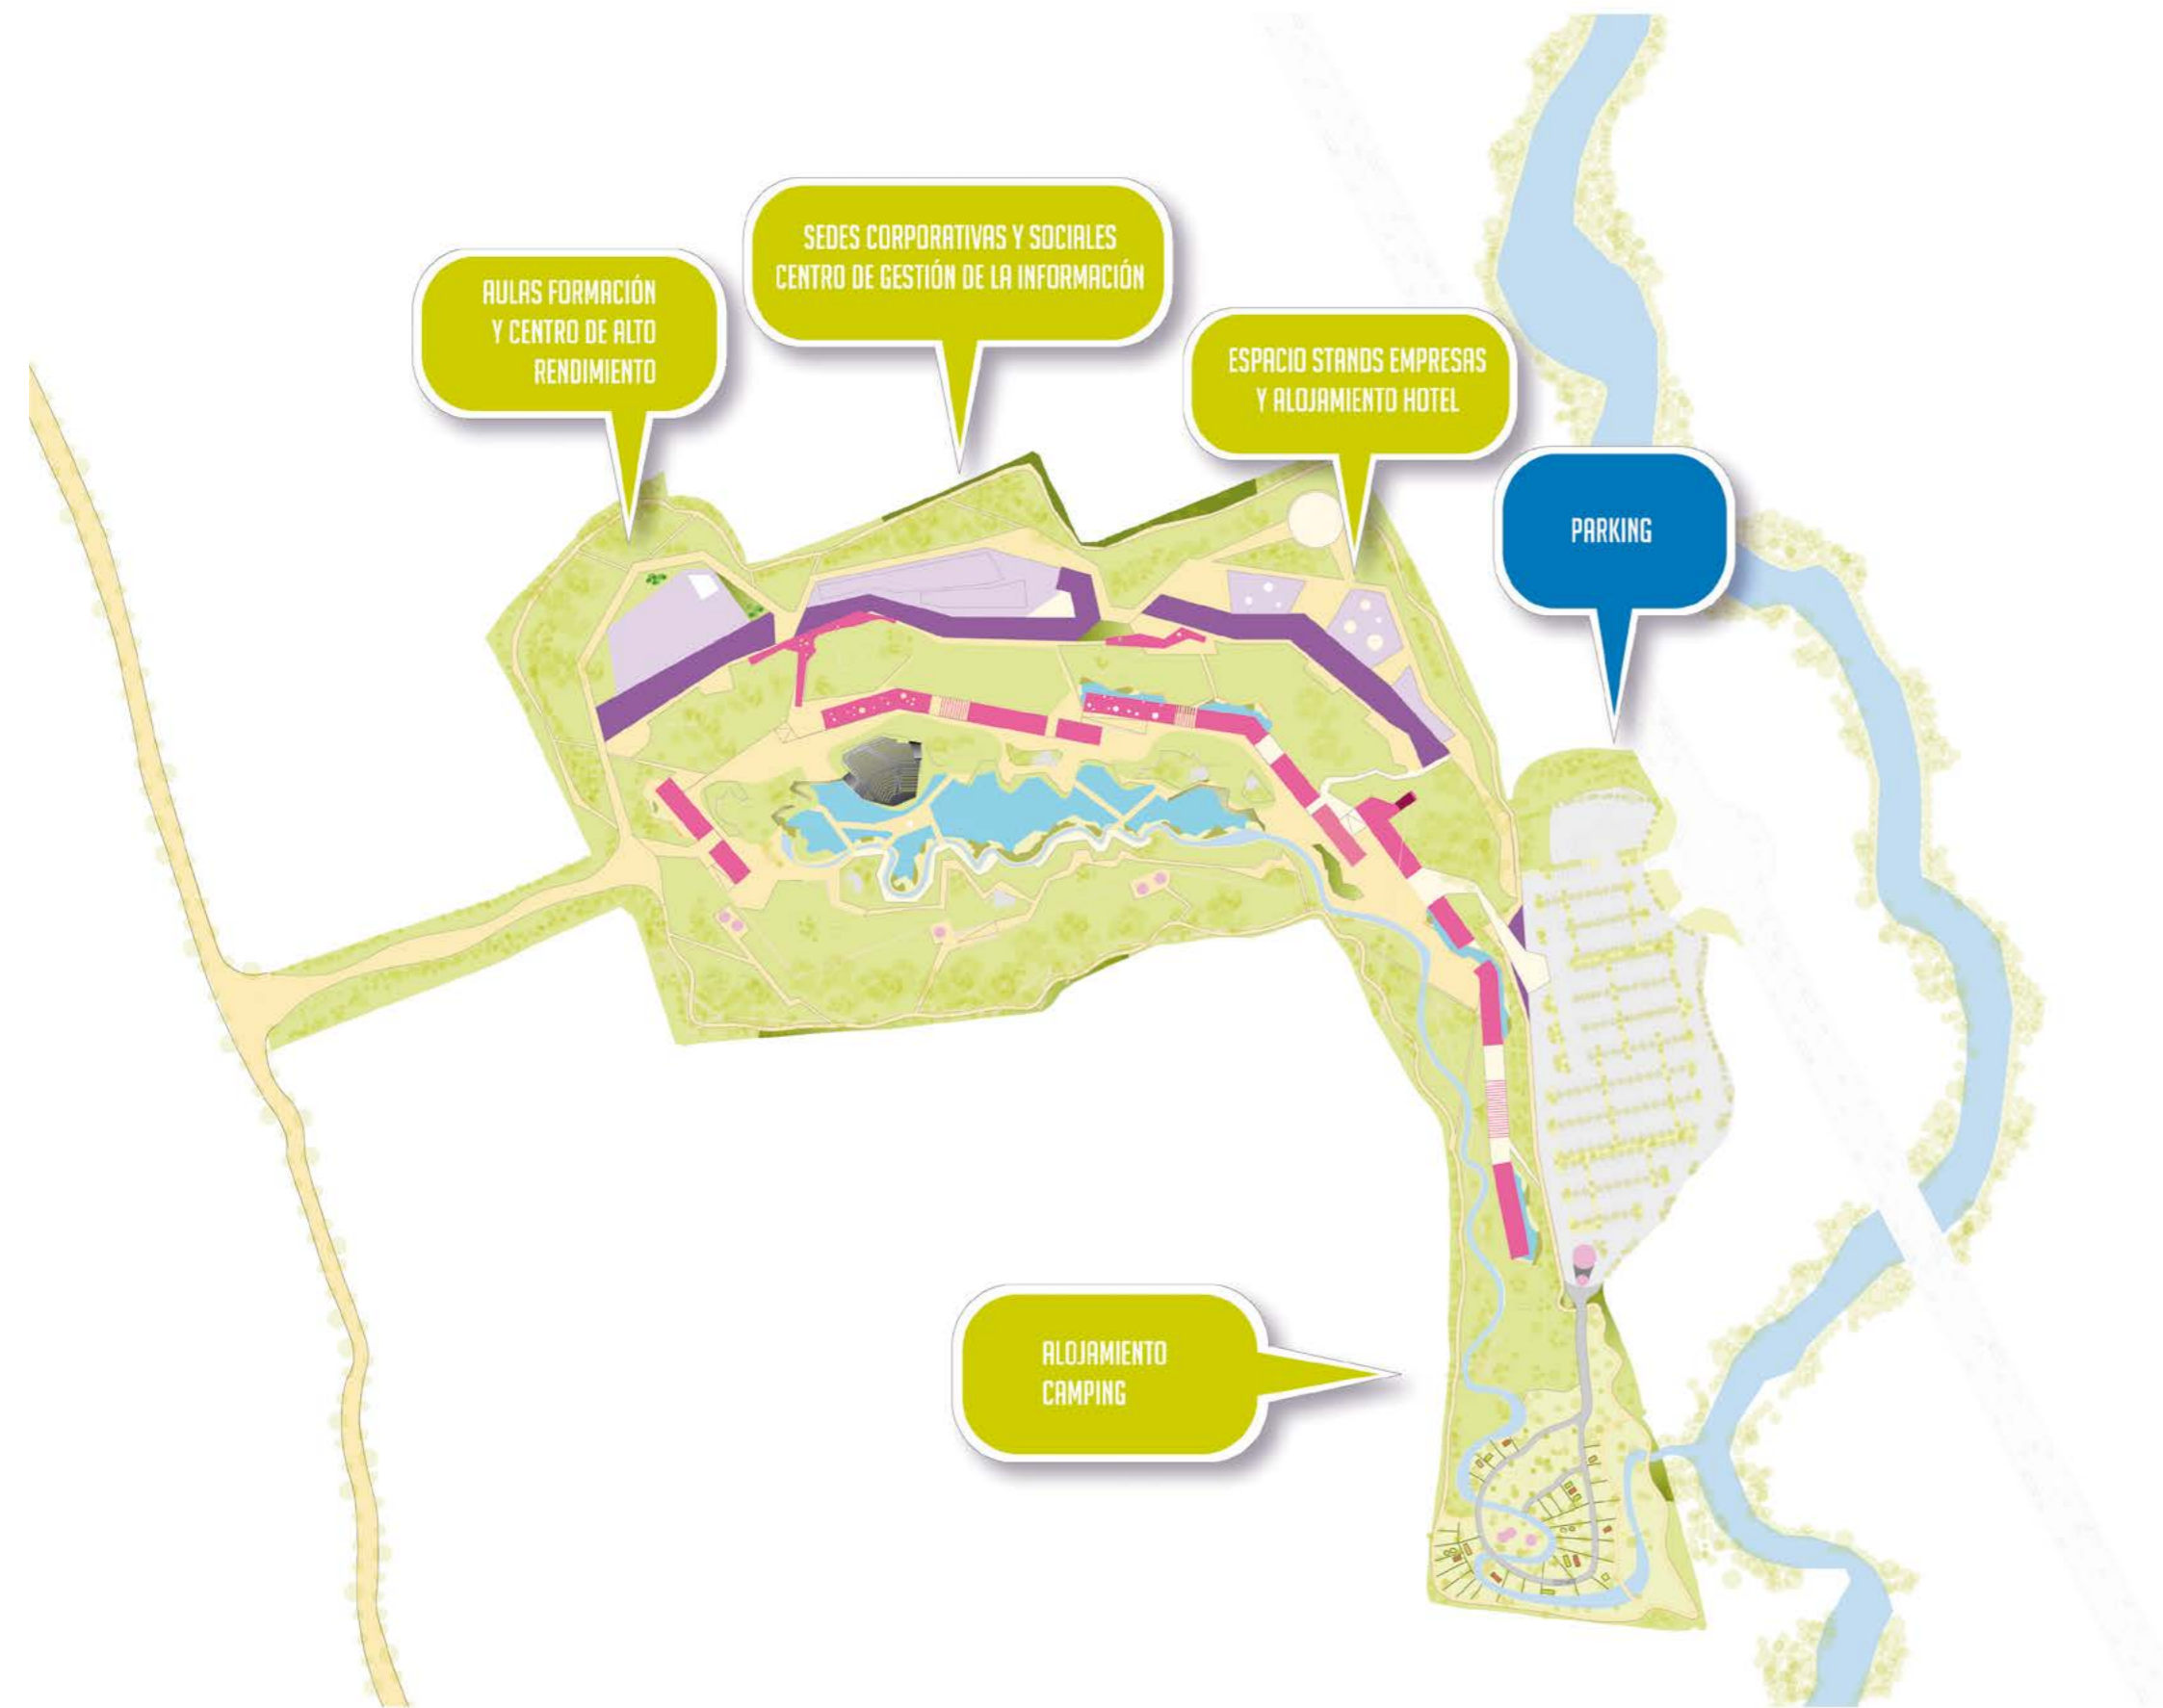 AULAS FORMACIÓN
Y CENTRO DE ALTO
RENDIMIENTO
SEDES CORPORATIVAS Y SOCIALES
CENTRO DE GESTIÓN DE LA INFORMACIÓN
ESPACIO STANDS EMPRESAS
Y ALOJAMIENTO HOTEL
PARKING
ALOJAMIENTO
CAMPING